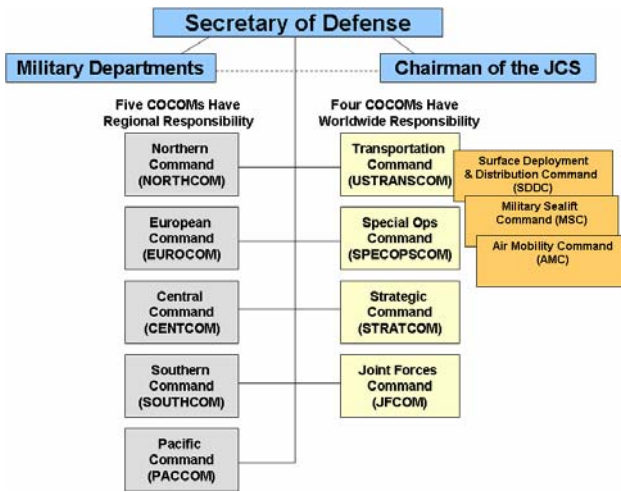 Secretary of Defense
Military Departments
Chairman of the JCS
Five COCOMs Have
Regional Responsibility
Four COCOMs Have
Worldwide Responsibility
Northern
Command
(NORTHCOM)
Transportation
Command
(USTRANSCOM)
Surface Deployment
& Distribution Command
(SDDC)
Military Sealift
Command (MSC)
Air Mobility Command
(AMC)
European
Command
(EUROCOM)
Special Ops
Command
(SPECOPSCOM)
Central
Command
(CENTCOM)
Strategic
Command
(STRATCOM)
Southern
Command
(SOUTHCOM)
Joint Forces
Command
(JFCOM)
Pacific
Command
(PACCOM)